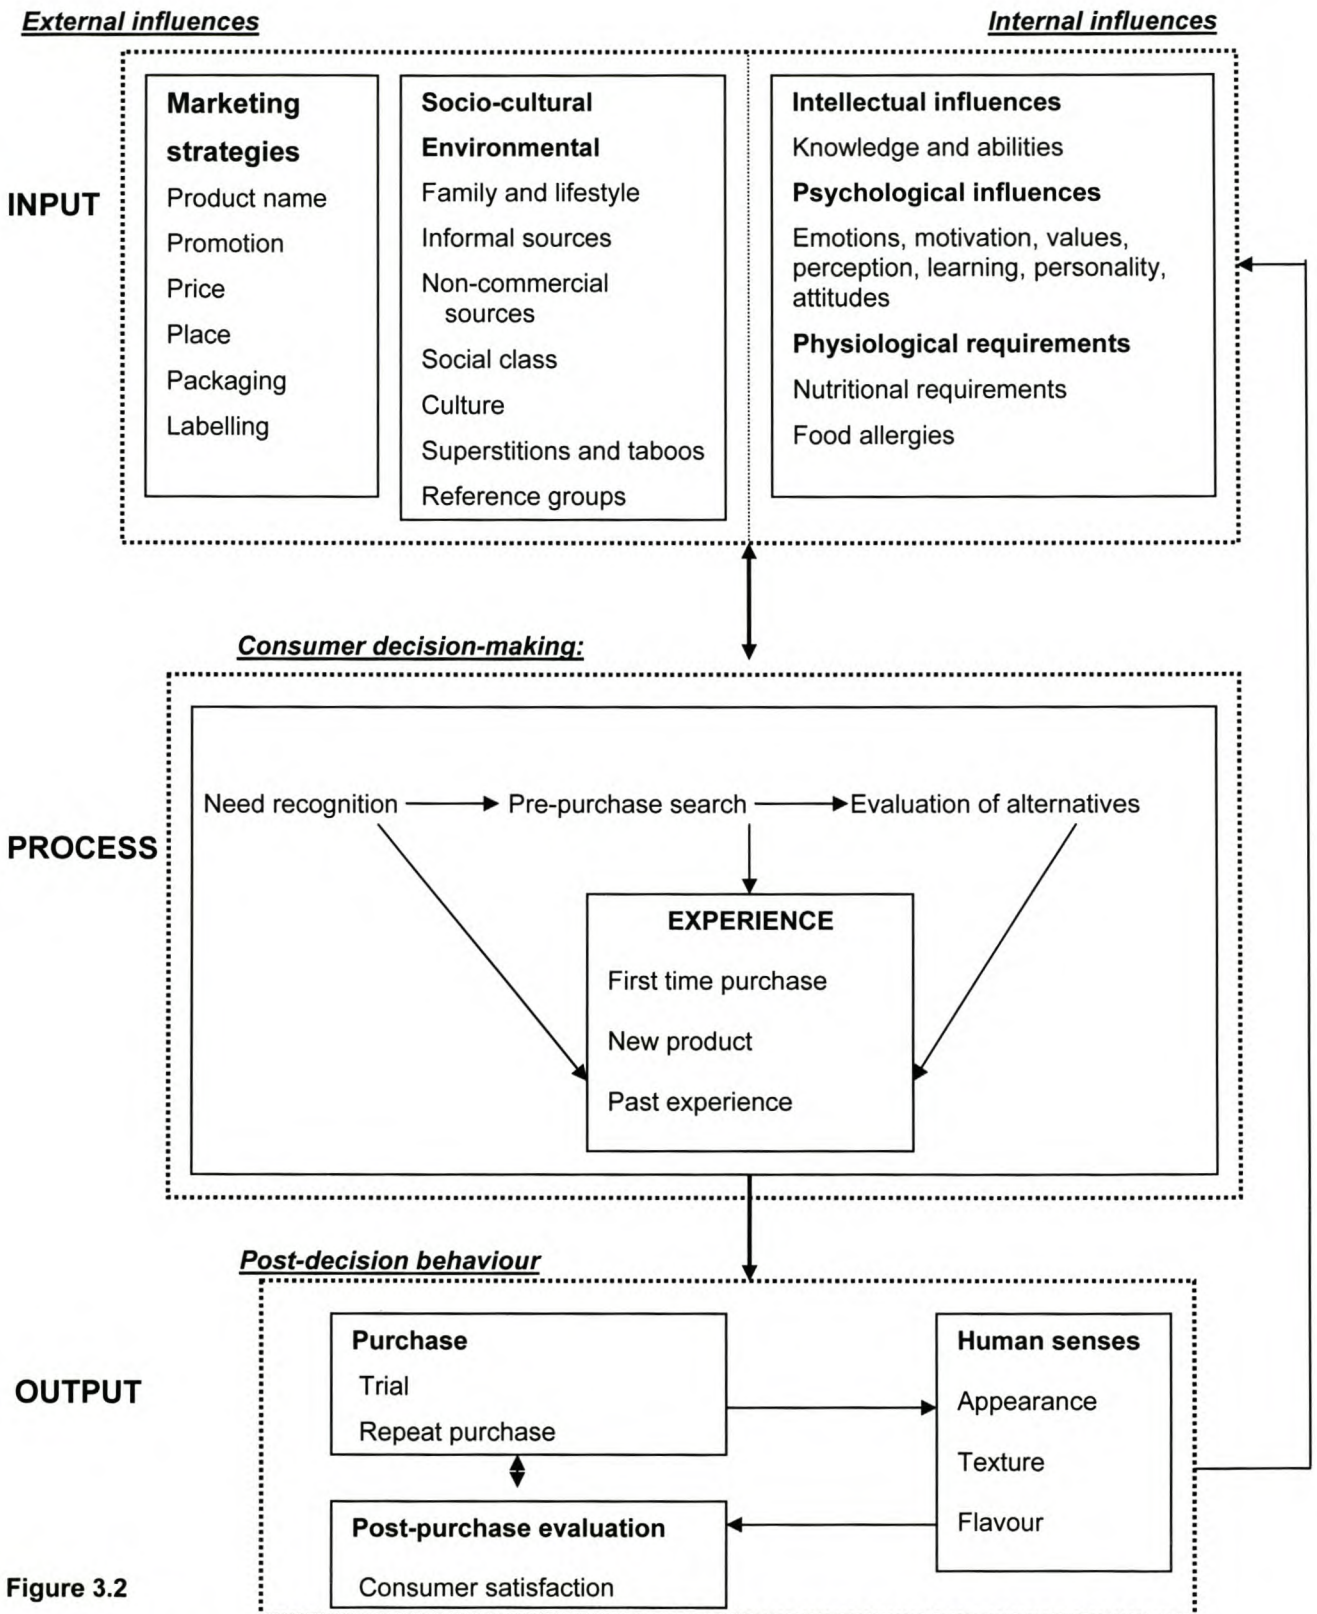 External influences
Internal influences
INPUT
Marketing
strategies
Product name
Promotion
Price
Place
Packaging
Labelling
Socio-cultural
Environmental
Family and lifestyle
Informal sources
Non-commercial
sources
Social class
Culture
Superstitions and taboos
Reference groups
Intellectual influences
Knowledge and abilities
Psychological influences
Emotions, motivation, values,
perception, learning, personality,
attitudes
Physiological requirements
Nutritional requirements
Food allergies
Consumer decision-making:
PROCESS
Need recognition
Pre-purchase search
Evaluation of alternatives
EXPERIENCE
First time purchase
New product
Past experience
Post-decision behaviour
OUTPUT
Purchase
Trial
Repeat purchase
Post-purchase evaluation
Consumer satisfaction
Human senses
Appearance
Texture
Flavour
Figure 3.2